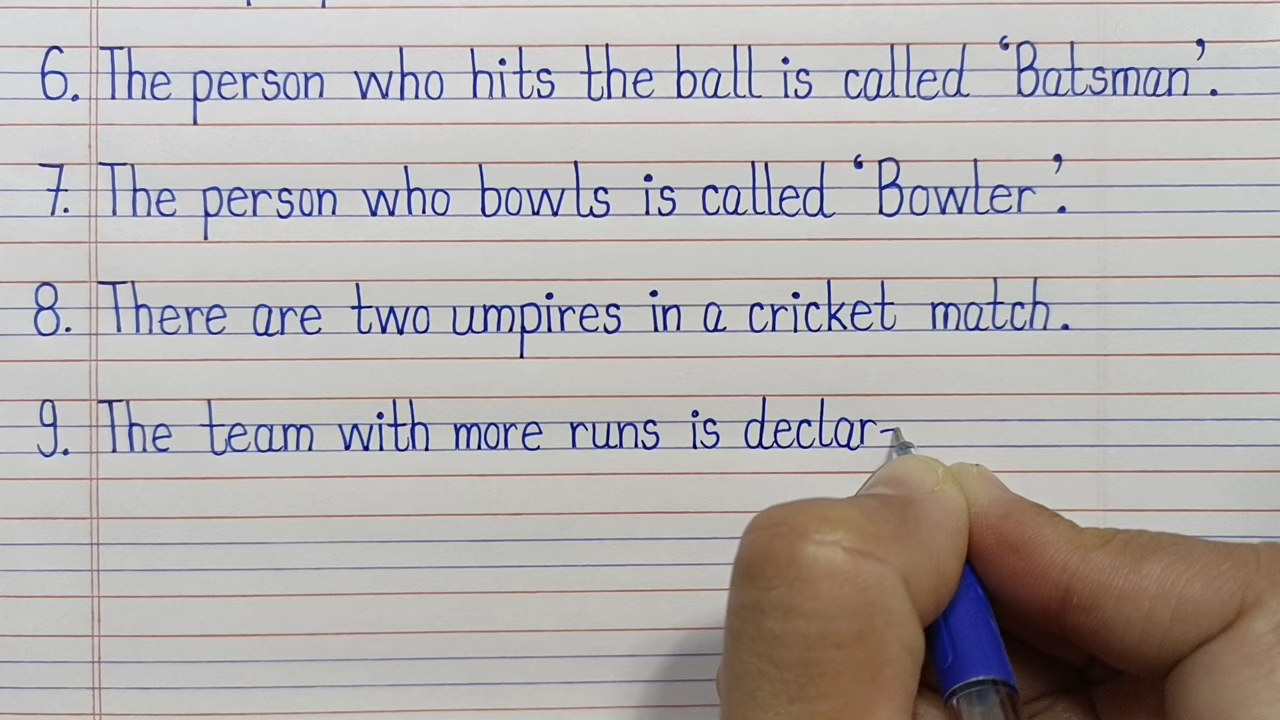 6. The person who hits the ball is called 'Batsman'.
7. The person who bowls is called 'Bowler'.
8. There are two umpires in a cricket match.
9. The team with more runs is declar